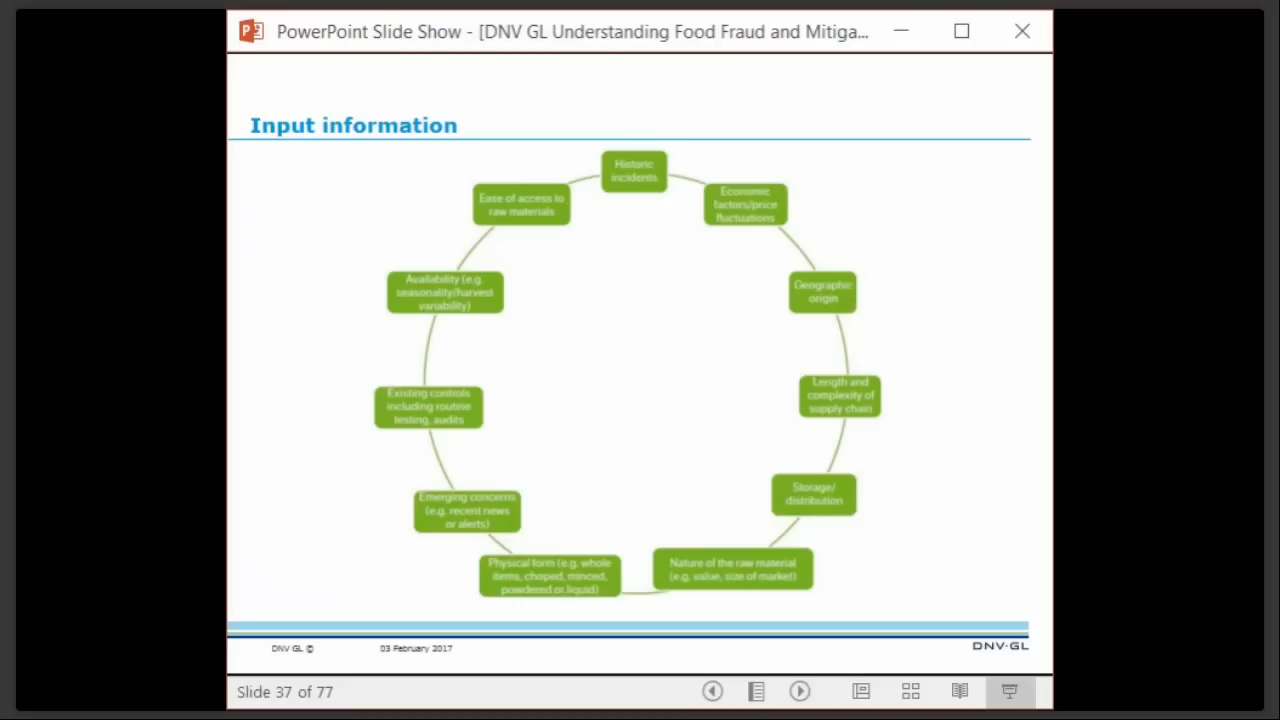 PowerPoint Slide Show - [DNV GL Understanding Food Fraud and Mitiga...
Input information
Historic
incidents
Economic
factors/price
fluctuations
Geographic
origin
Length and
complexity of
supply chain
Storage/
distribution
Nature of the raw material
(e.g. value, size of market)
Physical form (e.g. whole
items, choped, minced,
powdered or liquid)
Emerging concerns
(e.g. recent news
or alerts)
Existing controls
including routine
testing, audits
Availability (e.g.
seasonality/harvest
variability)
Ease of access to
raw materials
DNV GL ©
03 February 2017
DNV·GL
Slide 37 of 77